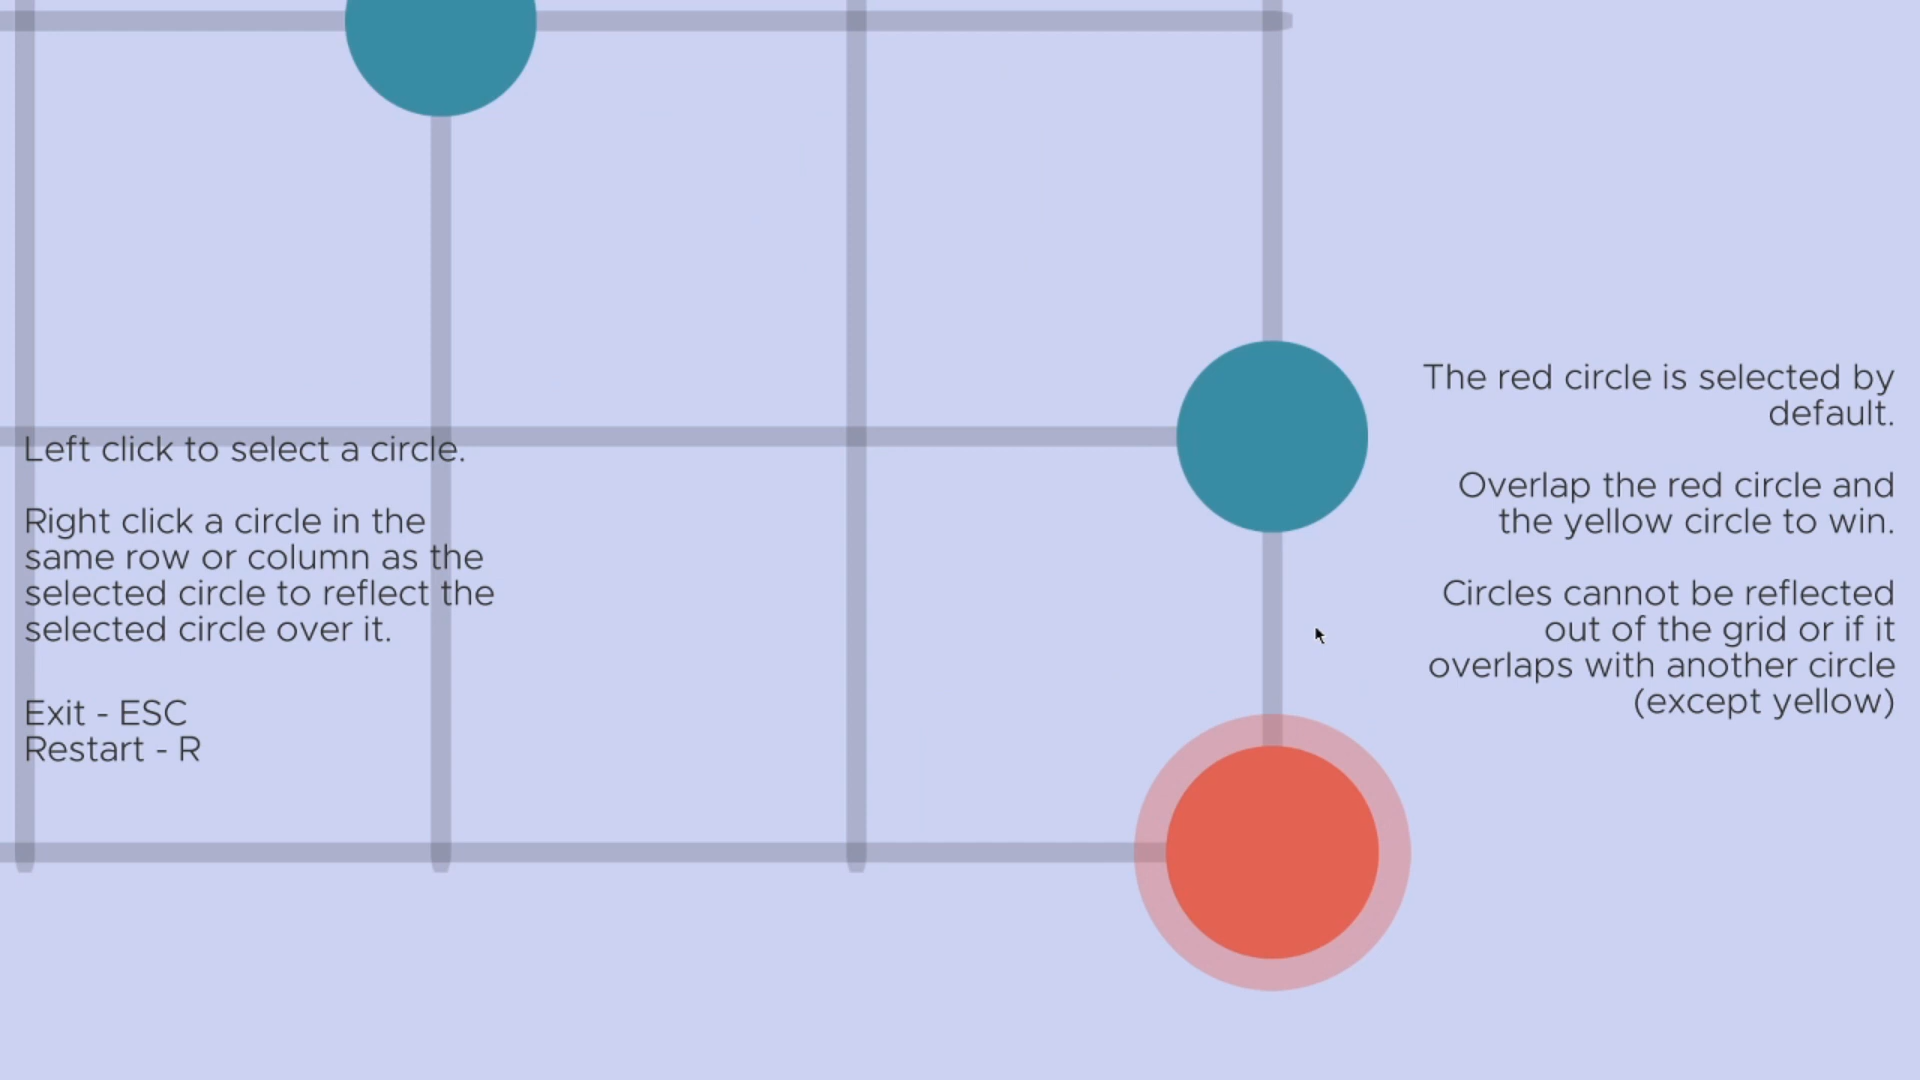 Left click to select a circle.
Right click a circle in the
same row or column as the
selected circle to reflect the
selected circle over it.
Exit - ESC
Restart - R
The red circle is selected by
default.
Overlap the red circle and
the yellow circle to win.
Circles cannot be reflected
out of the grid or if it
overlaps with another circle
(except yellow)